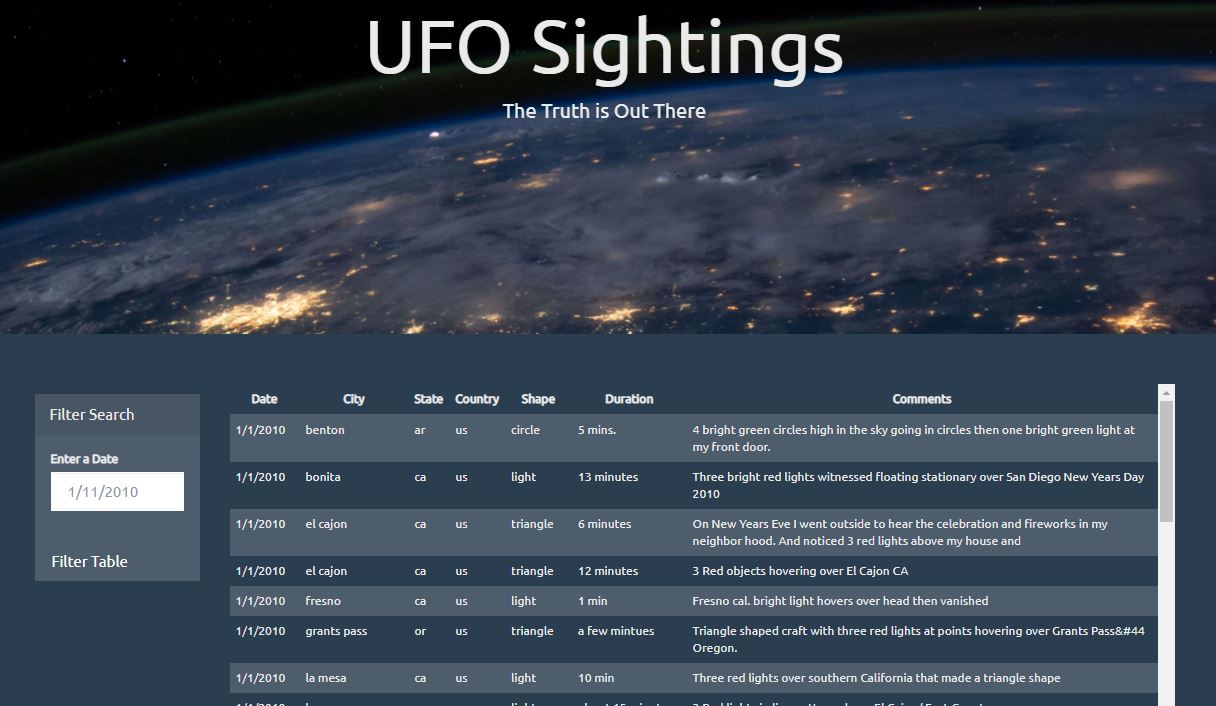 UFO Sightings
The Truth is Out There
Filter Search
Enter a Date
1/11/2010
Filter Table
Date City State Country Shape Duration Comments
1/1/2010 benton ar us circle 5 mins. 4 bright green circles high in the sky going in circles then one bright green light at
my front door.
1/1/2010 bonita ca us light 13 minutes Three bright red lights witnessed floating stationary over San Diego New Years Day
2010
1/1/2010 el cajon ca us triangle 6 minutes On New Years Eve I went outside to hear the celebration and fireworks in my
neighbor hood. And noticed 3 red lights above my house and
1/1/2010 el cajon ca us triangle 12 minutes 3 Red objects hovering over El Cajon CA
1/1/2010 fresno ca us light 1 min Fresno cal. bright light hovers over head then vanished
1/1/2010 grants pass or us triangle a few mintues Triangle shaped craft with three red lights at points hovering over Grants Pass&#44
Oregon.
1/1/2010 la mesa ca us light 10 min Three red lights over southern California that made a triangle shape